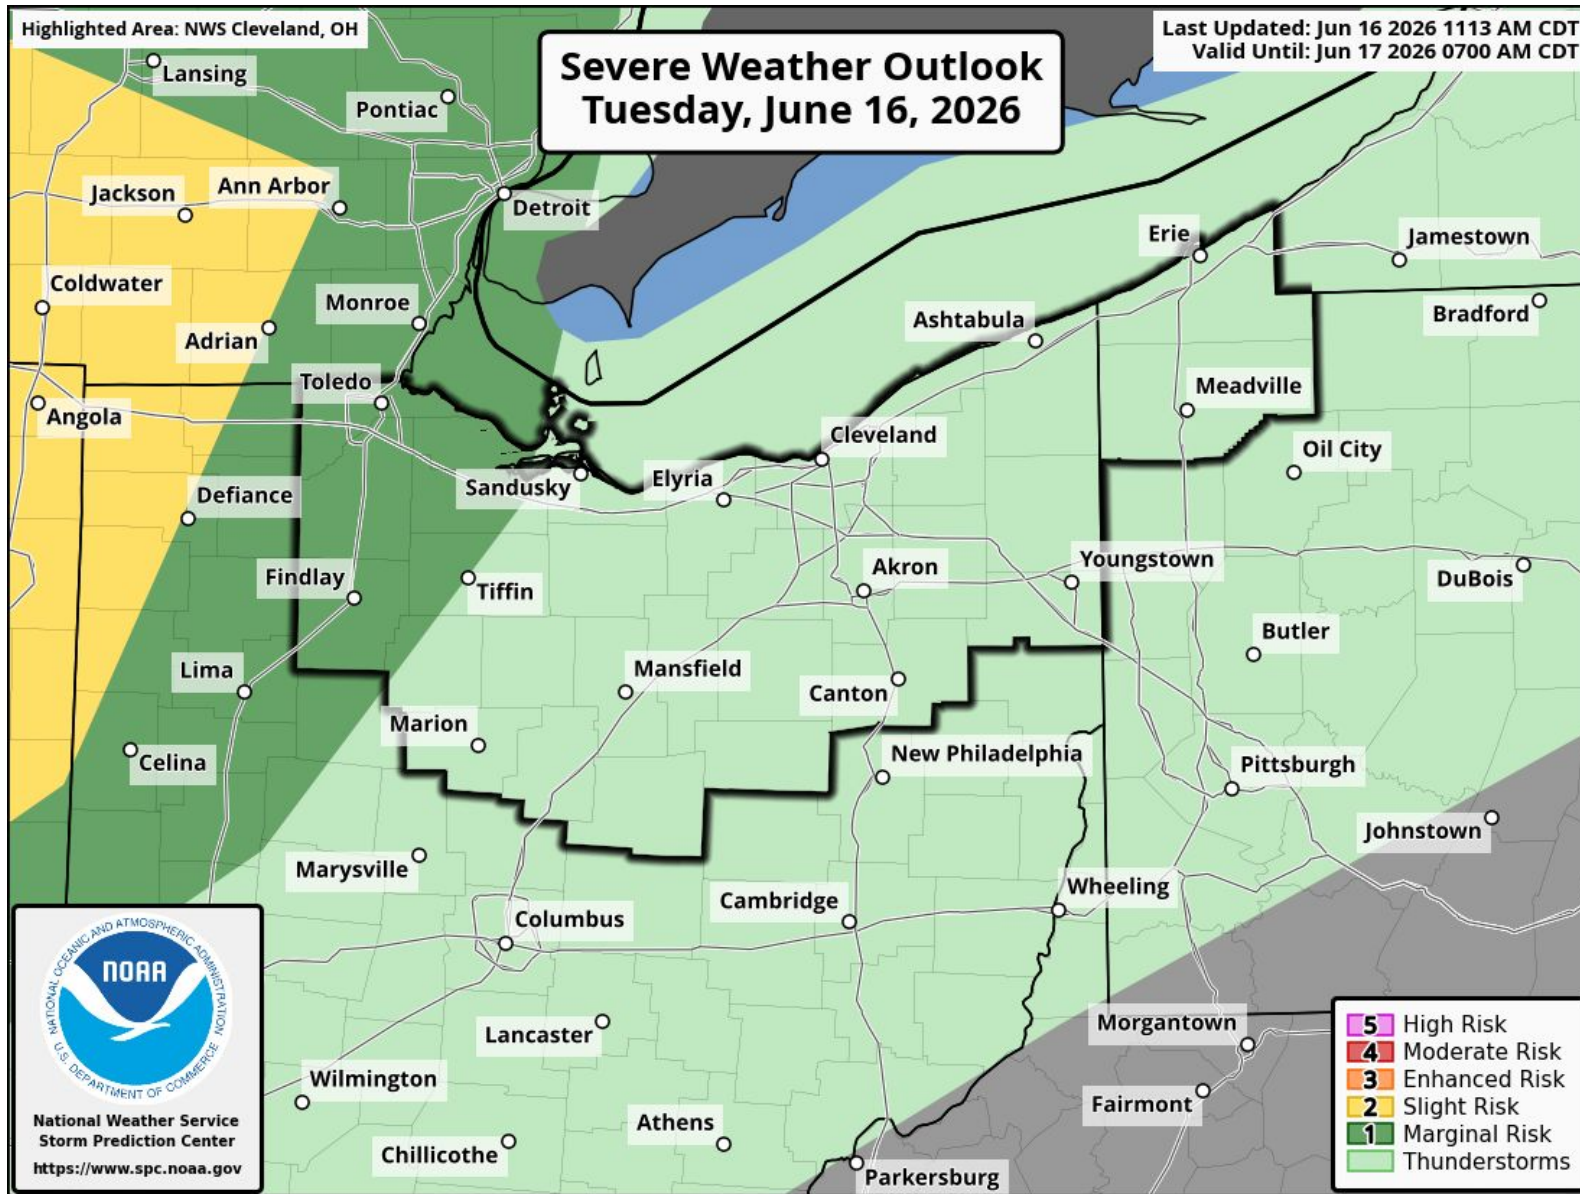 Highlighted Area: NWS Cleveland, OH
Severe Weather Outlook
Tuesday, June 16, 2026
Last Updated: Jun 16 2026 1113 AM CDT
Valid Until: Jun 17 2026 0700 AM CDT
Lansing
Pontiac
Jackson
Ann Arbor
Detroit
Erie
Jamestown
Coldwater
Monroe
Bradford
Adrian
Ashtabula
Toledo
Meadville
Angola
Cleveland
Oil City
Sandusky
Elyria
Defiance
Findlay
Tiffin
Akron
Youngstown
DuBois
Butler
Lima
Mansfield
Canton
Marion
New Philadelphia
Celina
Pittsburgh
Johnstown
Marysville
Wheeling
Cambridge
Columbus
Lancaster
Morgantown
Wilmington
Fairmont
Athens
Chillicothe
Parkersburg
NATIONAL OCEANIC AND ATMOSPHERIC ADMINISTRATION
NOAA
U.S. DEPARTMENT OF COMMERCE
National Weather Service
Storm Prediction Center
https://www.spc.noaa.gov
5 High Risk
4 Moderate Risk
3 Enhanced Risk
2 Slight Risk
1 Marginal Risk
Thunderstorms